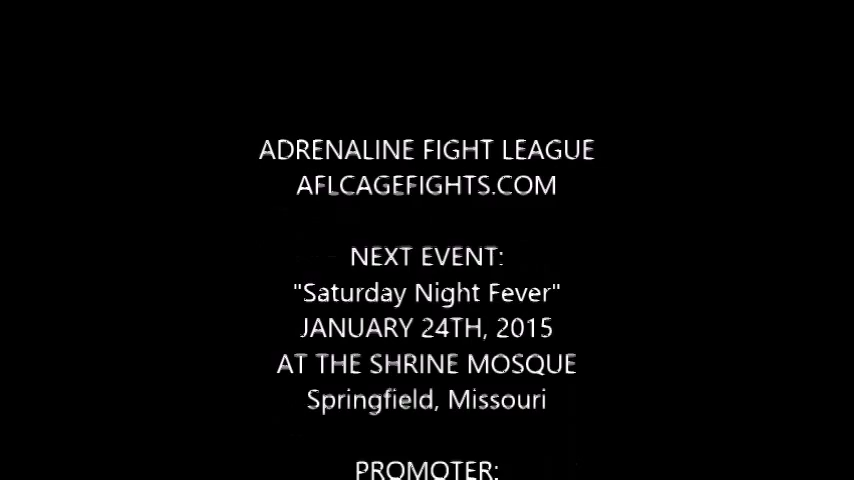 ADRENALINE FIGHT LEAGUE
AFLCAGEFIGHTS.COM
NEXT EVENT:
"Saturday Night Fever"
JANUARY 24TH, 2015
AT THE SHRINE MOSQUE
Springfield, Missouri
PROMOTER: